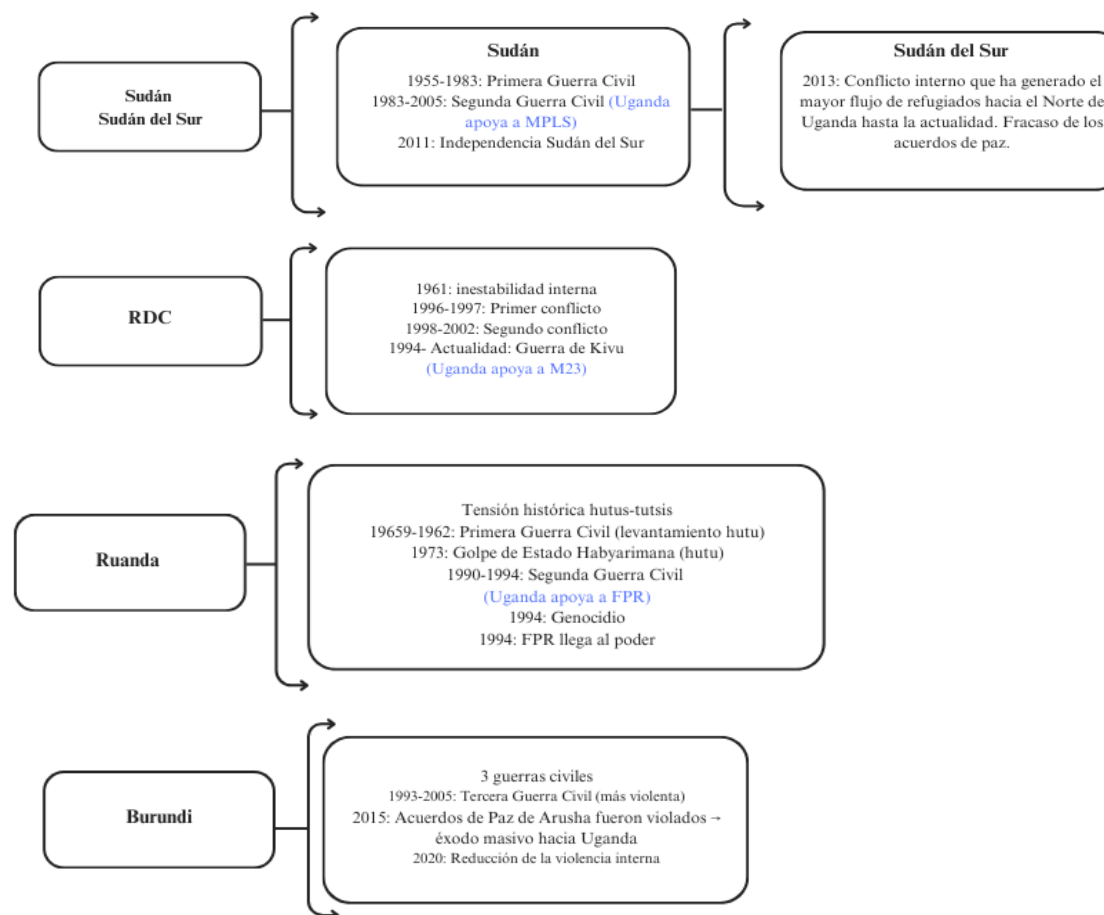 Sudán
Sudán del Sur
Sudán
1955-1983: Primera Guerra Civil
1983-2005: Segunda Guerra Civil (Uganda
apoya a MPLS)
2011: Independencia Sudán del Sur
Sudán del Sur
2013: Conflicto interno que ha generado el
mayor flujo de refugiados hacia el Norte de
Uganda hasta la actualidad. Fracaso de los
acuerdos de paz.
RDC
1961: inestabilidad interna
1996-1997: Primer conflicto
1998-2002: Segundo conflicto
1994- Actualidad: Guerra de Kivu
(Uganda apoya a M23)
Ruanda
Tensión histórica hutus-tutsis
19659-1962: Primera Guerra Civil (levantamiento hutu)
1973: Golpe de Estado Habyarimana (hutu)
1990-1994: Segunda Guerra Civil
(Uganda apoya a FPR)
1994: Genocidio
1994: FPR llega al poder
Burundi
3 guerras civiles
1993-2005: Tercera Guerra Civil (más violenta)
2015: Acuerdos de Paz de Arusha fueron violados →
éxodo masivo hacia Uganda
2020: Reducción de la violencia interna